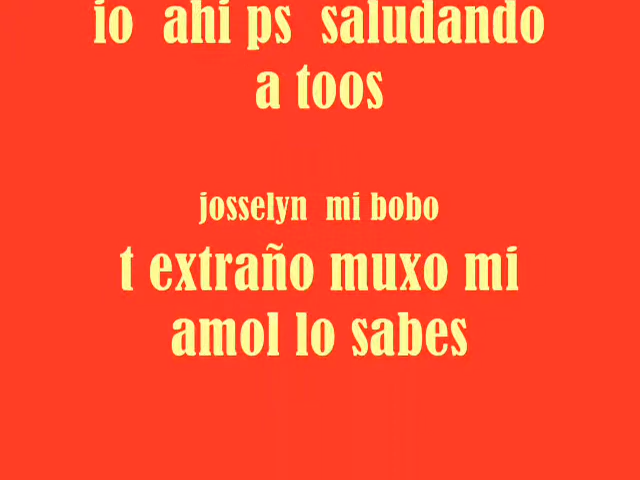 io ahi ps saludando
a toos
josselyn mi bobo
t extraño muxo mi
amol lo sabes